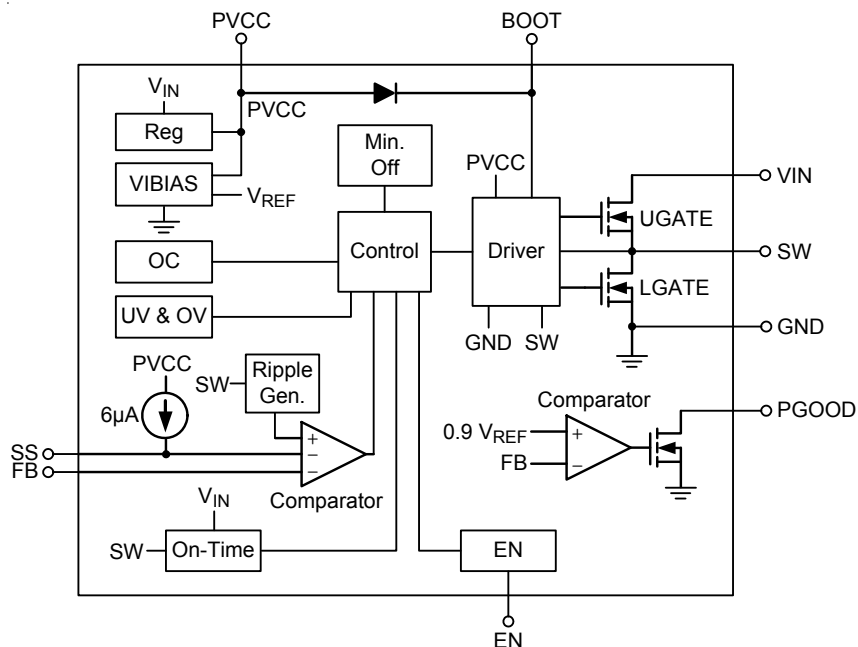 PVCC
BOOT
VIN
PVCC
Reg
Min.
Off
PVCC
VIN
VIBIAS
VREF
UGATE
OC
Control
Driver
SW
LGATE
UV & OV
GND
SW
GND
PVCC
Ripple
Gen.
SW
6µA
Comparator
PGOOD
0.9 VREF
+
−
FB
SS
FB
+
−
−
Comparator
VIN
SW
On-Time
EN
EN